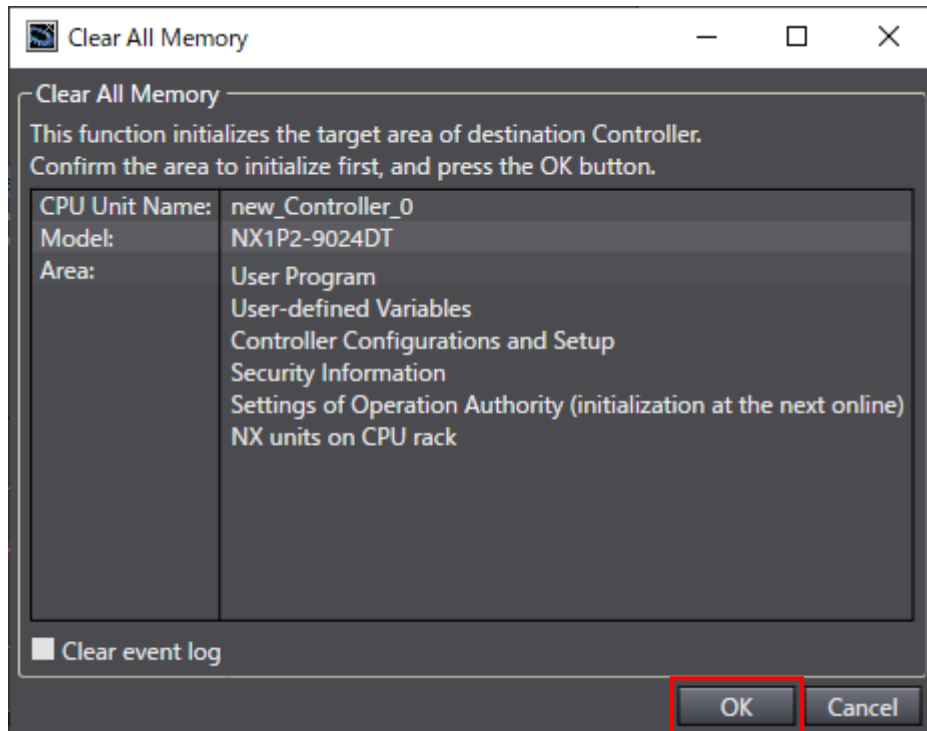 Clear All Memory
Clear All Memory
This function initializes the target area of destination Controller.
Confirm the area to initialize first, and press the OK button.
CPU Unit Name: new_Controller_0
Model: NX1P2-9024DT
Area: User Program
User-defined Variables
Controller Configurations and Setup
Security Information
Settings of Operation Authority (initialization at the next online)
NX units on CPU rack
Clear event log
OK Cancel